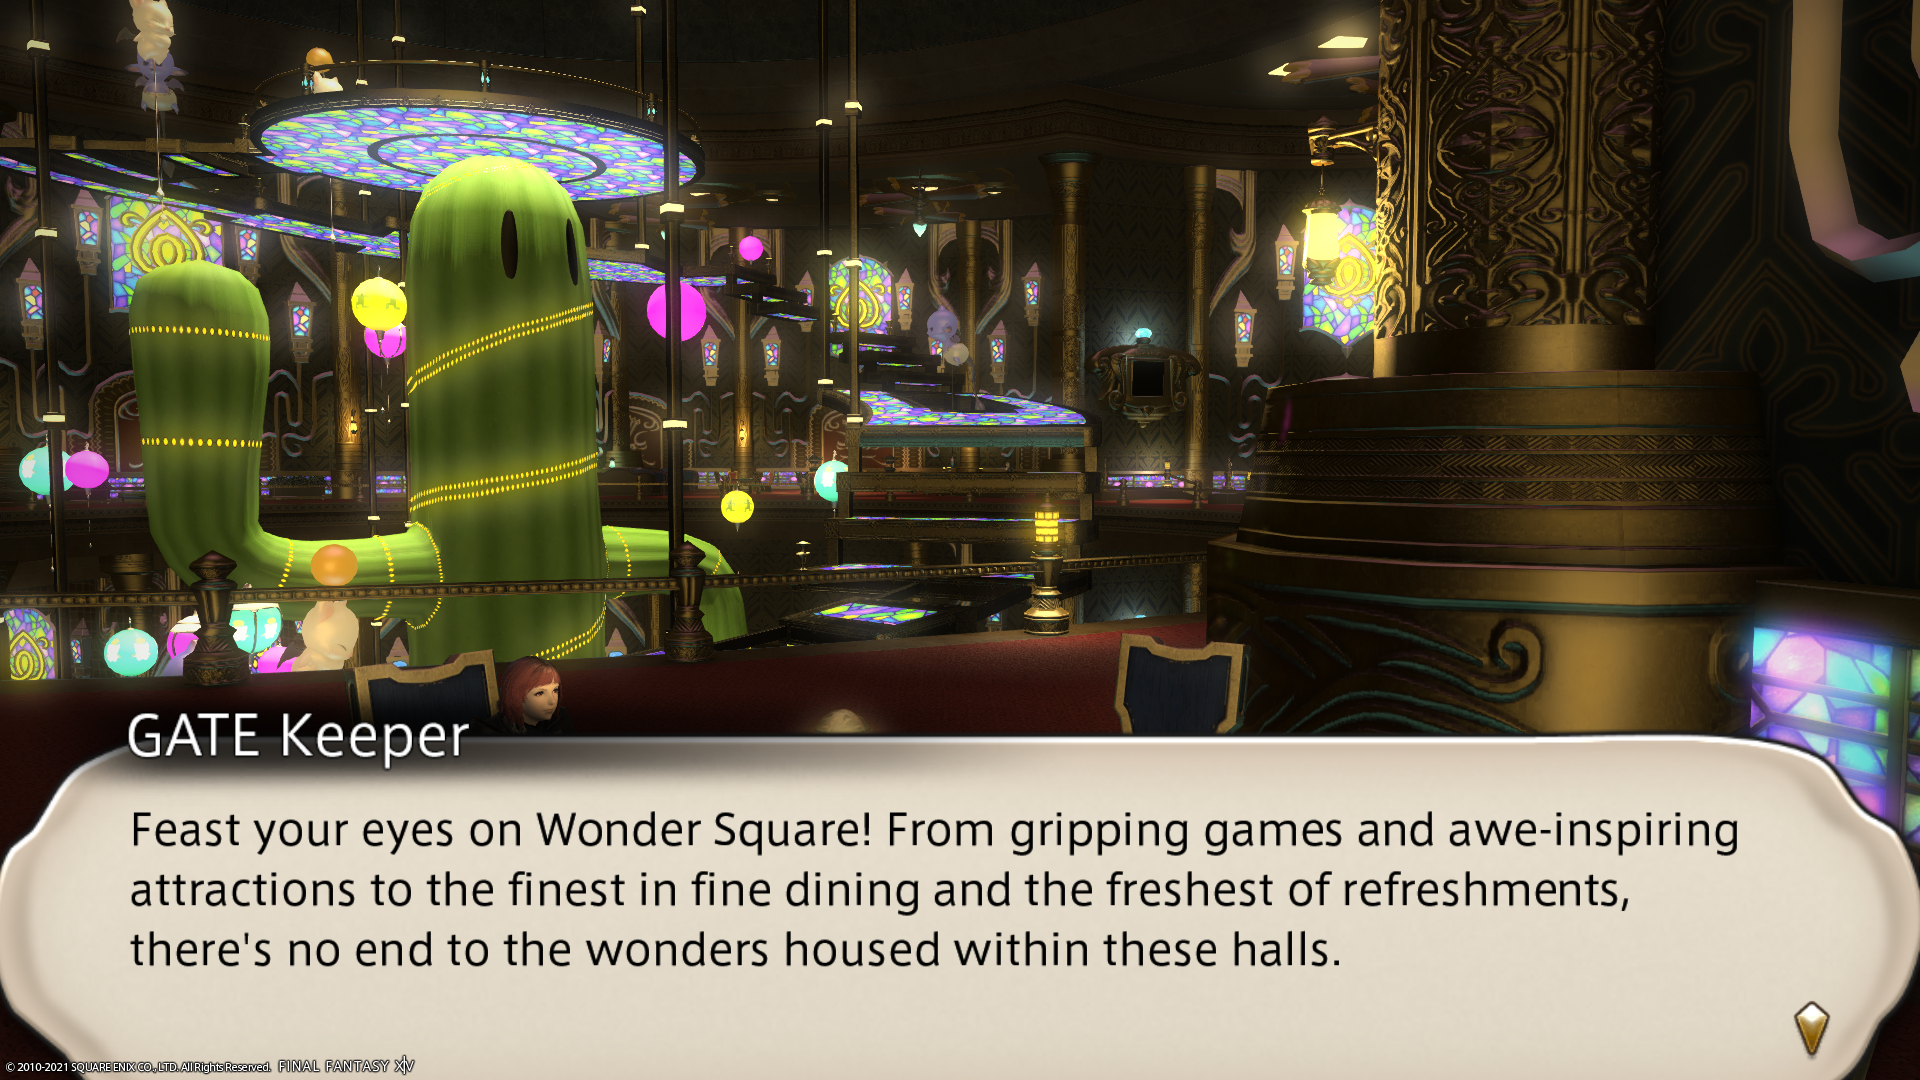 GATE Keeper
Feast your eyes on Wonder Square! From gripping games and awe-inspiring
attractions to the finest in fine dining and the freshest of refreshments,
there's no end to the wonders housed within these halls.
© 2010-2021 SQUARE ENIX CO., LTD. All Rights Reserved. FINAL FANTASY XIV